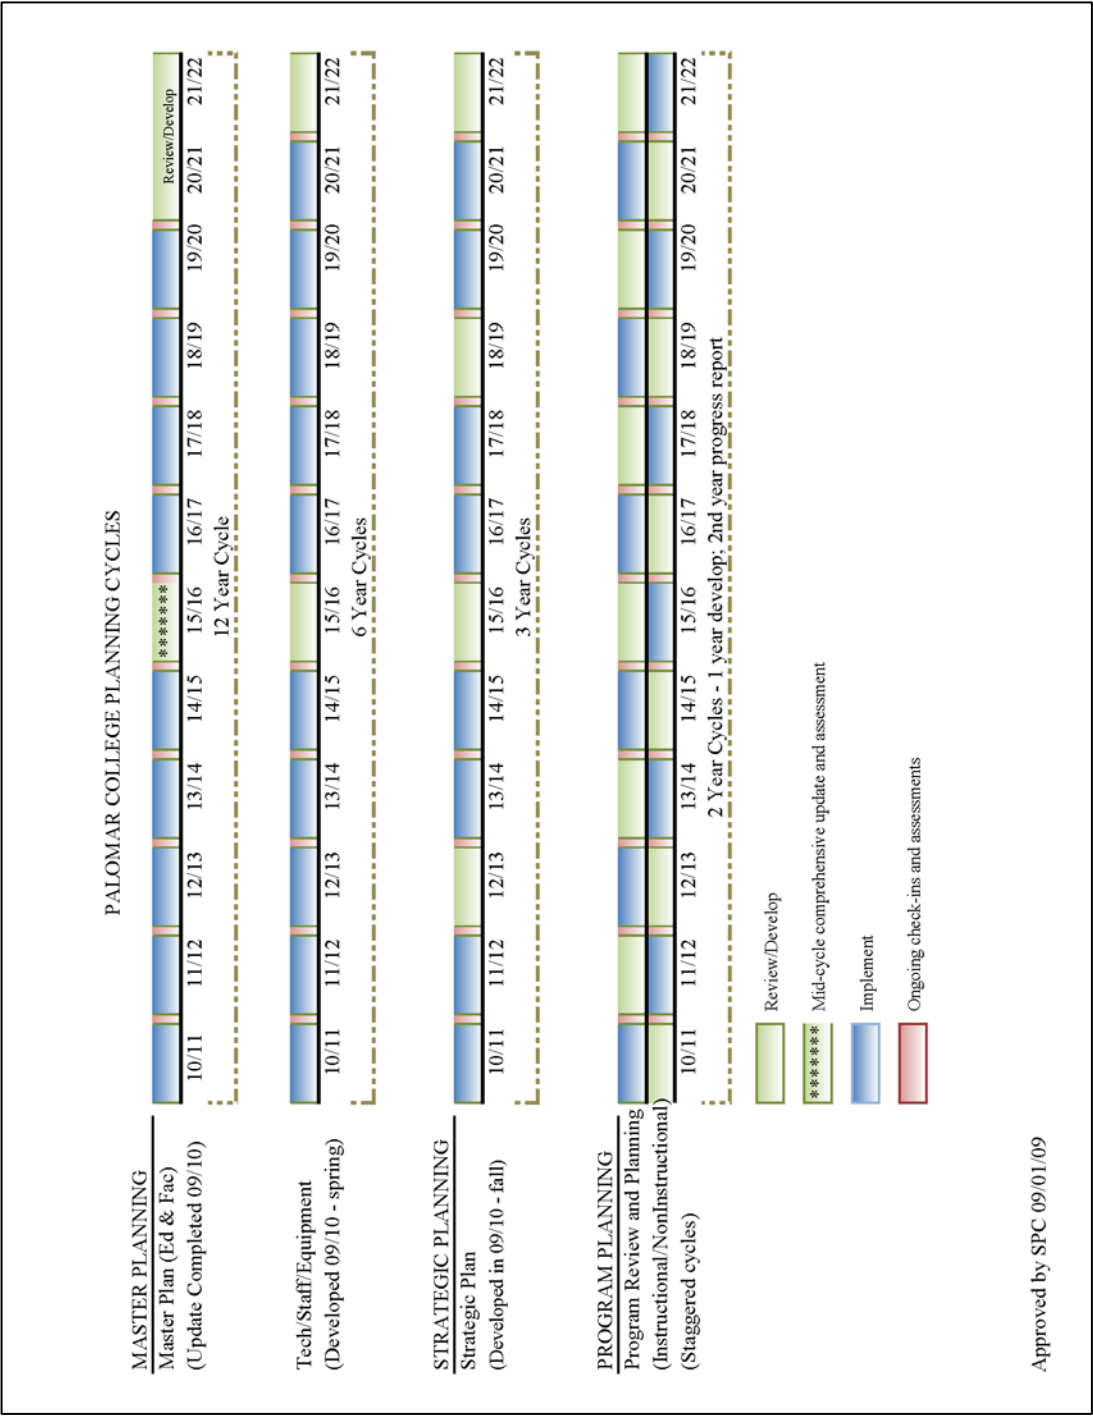 PALOMAR COLLEGE PLANNING CYCLES
MASTER PLANNING
Master Plan (Ed & Fac)
(Update Completed 09/10)
Review/Develop
*******
10/11 11/12 12/13 13/14 14/15 15/16 16/17 17/18 18/19 19/20 20/21 21/22
12 Year Cycle
Tech/Staff/Equipment
(Developed 09/10 - spring)
10/11 11/12 12/13 13/14 14/15 15/16 16/17 17/18 18/19 19/20 20/21 21/22
6 Year Cycles
STRATEGIC PLANNING
Strategic Plan
(Developed in 09/10 - fall)
10/11 11/12 12/13 13/14 14/15 15/16 16/17 17/18 18/19 19/20 20/21 21/22
3 Year Cycles
PROGRAM PLANNING
Program Review and Planning
(Instructional/NonInstructional)
(Staggered cycles)
10/11 11/12 12/13 13/14 14/15 15/16 16/17 17/18 18/19 19/20 20/21 21/22
2 Year Cycles - 1 year develop; 2nd year progress report
Review/Develop
******* Mid-cycle comprehensive update and assessment
Implement
Ongoing check-ins and assessments
Approved by SPC 09/01/09